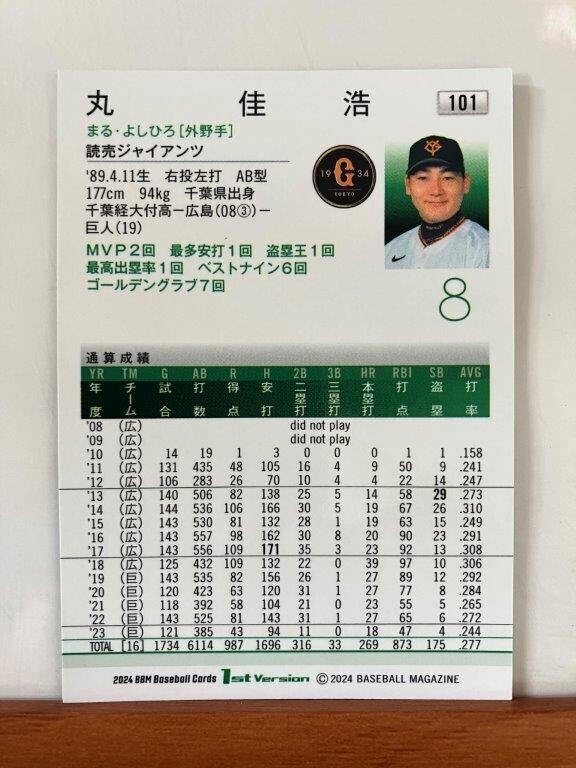 丸 佳 浩 101
まる・よしひろ[外野手]
読売ジャイアンツ
'89.4.11生 右投左打 AB型
177cm 94kg 千葉県出身
千葉経大付高ー広島(08③)ー
巨人(19)
19 G 34
TOKYO
MVP2回 最多安打1回 盗塁王1回
最高出塁率1回 ベストナイン6回
ゴールデングラブ7回
8
通算成績
YR TM G AB R H 2B 3B HR RBI SB AVG
年度 チーム 試合 打数 得点 安打 二塁打 三塁打 本塁打 打点 盗塁 打率
'08 (広) did not play
'09 (広) did not play
'10 (広) 14 19 1 3 0 0 0 1 1 .158
'11 (広) 131 435 48 105 16 4 9 50 9 .241
'12 (広) 106 283 26 70 10 4 4 22 14 .247
'13 (広) 140 506 82 138 25 5 14 58 29 .273
'14 (広) 144 536 106 166 30 5 19 67 26 .310
'15 (広) 143 530 81 132 28 1 19 63 15 .249
'16 (広) 143 557 98 162 30 8 20 90 23 .291
'17 (広) 143 556 109 171 35 3 23 92 13 .308
'18 (広) 125 432 109 132 22 0 39 97 10 .306
'19 (巨) 143 535 82 156 26 1 27 89 12 .292
'20 (巨) 120 423 63 120 31 1 27 77 8 .284
'21 (巨) 118 392 58 104 21 0 23 55 5 .265
'22 (巨) 143 525 81 143 31 1 27 65 6 .272
'23 (巨) 121 385 43 94 11 0 18 47 4 .244
TOTAL [16] 1734 6114 987 1696 316 33 269 873 175 .277
2024 BBM Baseball Cards 1st Version ©2024 BASEBALL MAGAZINE